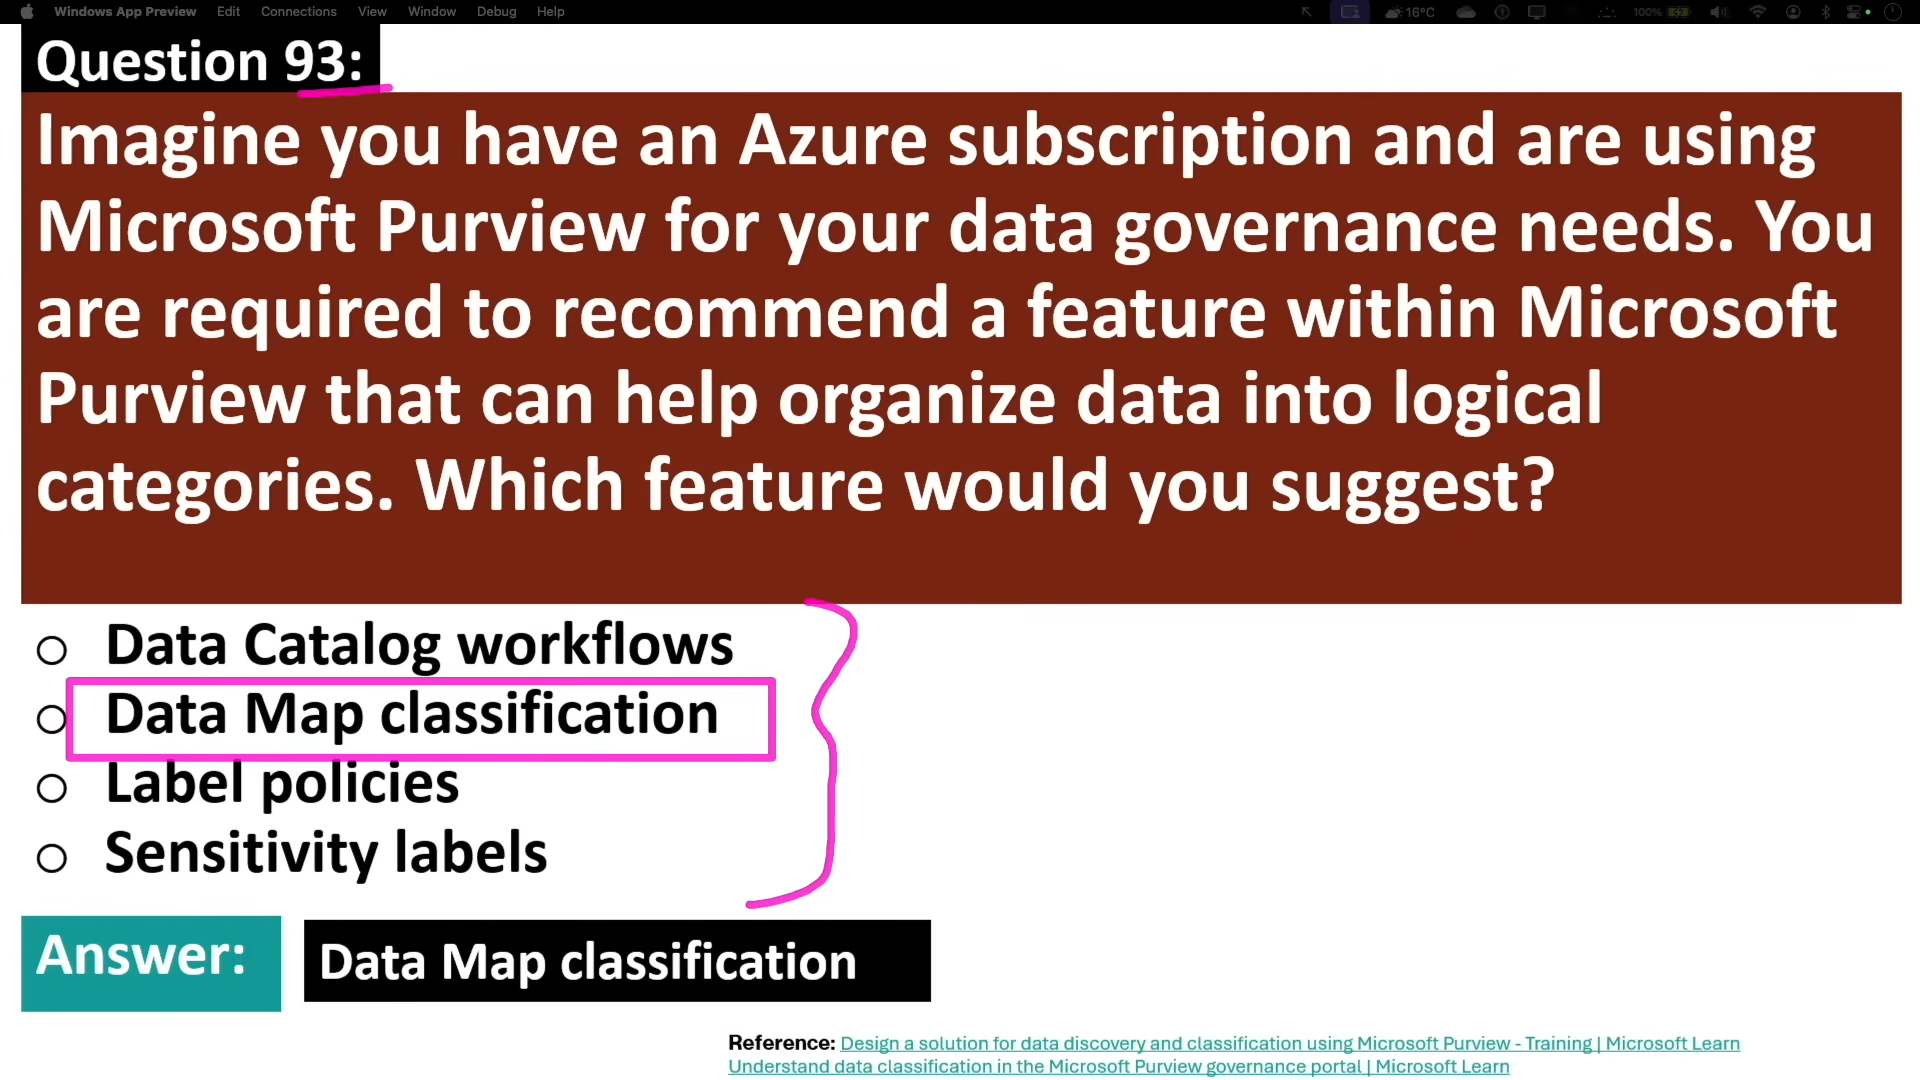 Windows App Preview Edit Connections View Window Debug Help 16°C 100%
Question 93:
Imagine you have an Azure subscription and are using
Microsoft Purview for your data governance needs. You
are required to recommend a feature within Microsoft
Purview that can help organize data into logical
categories. Which feature would you suggest?
Data Catalog workflows
Data Map classification
Label policies
Sensitivity labels
Answer:
Data Map classification
Reference: Design a solution for data discovery and classification using Microsoft Purview - Training | Microsoft Learn
Understand data classification in the Microsoft Purview governance portal | Microsoft Learn